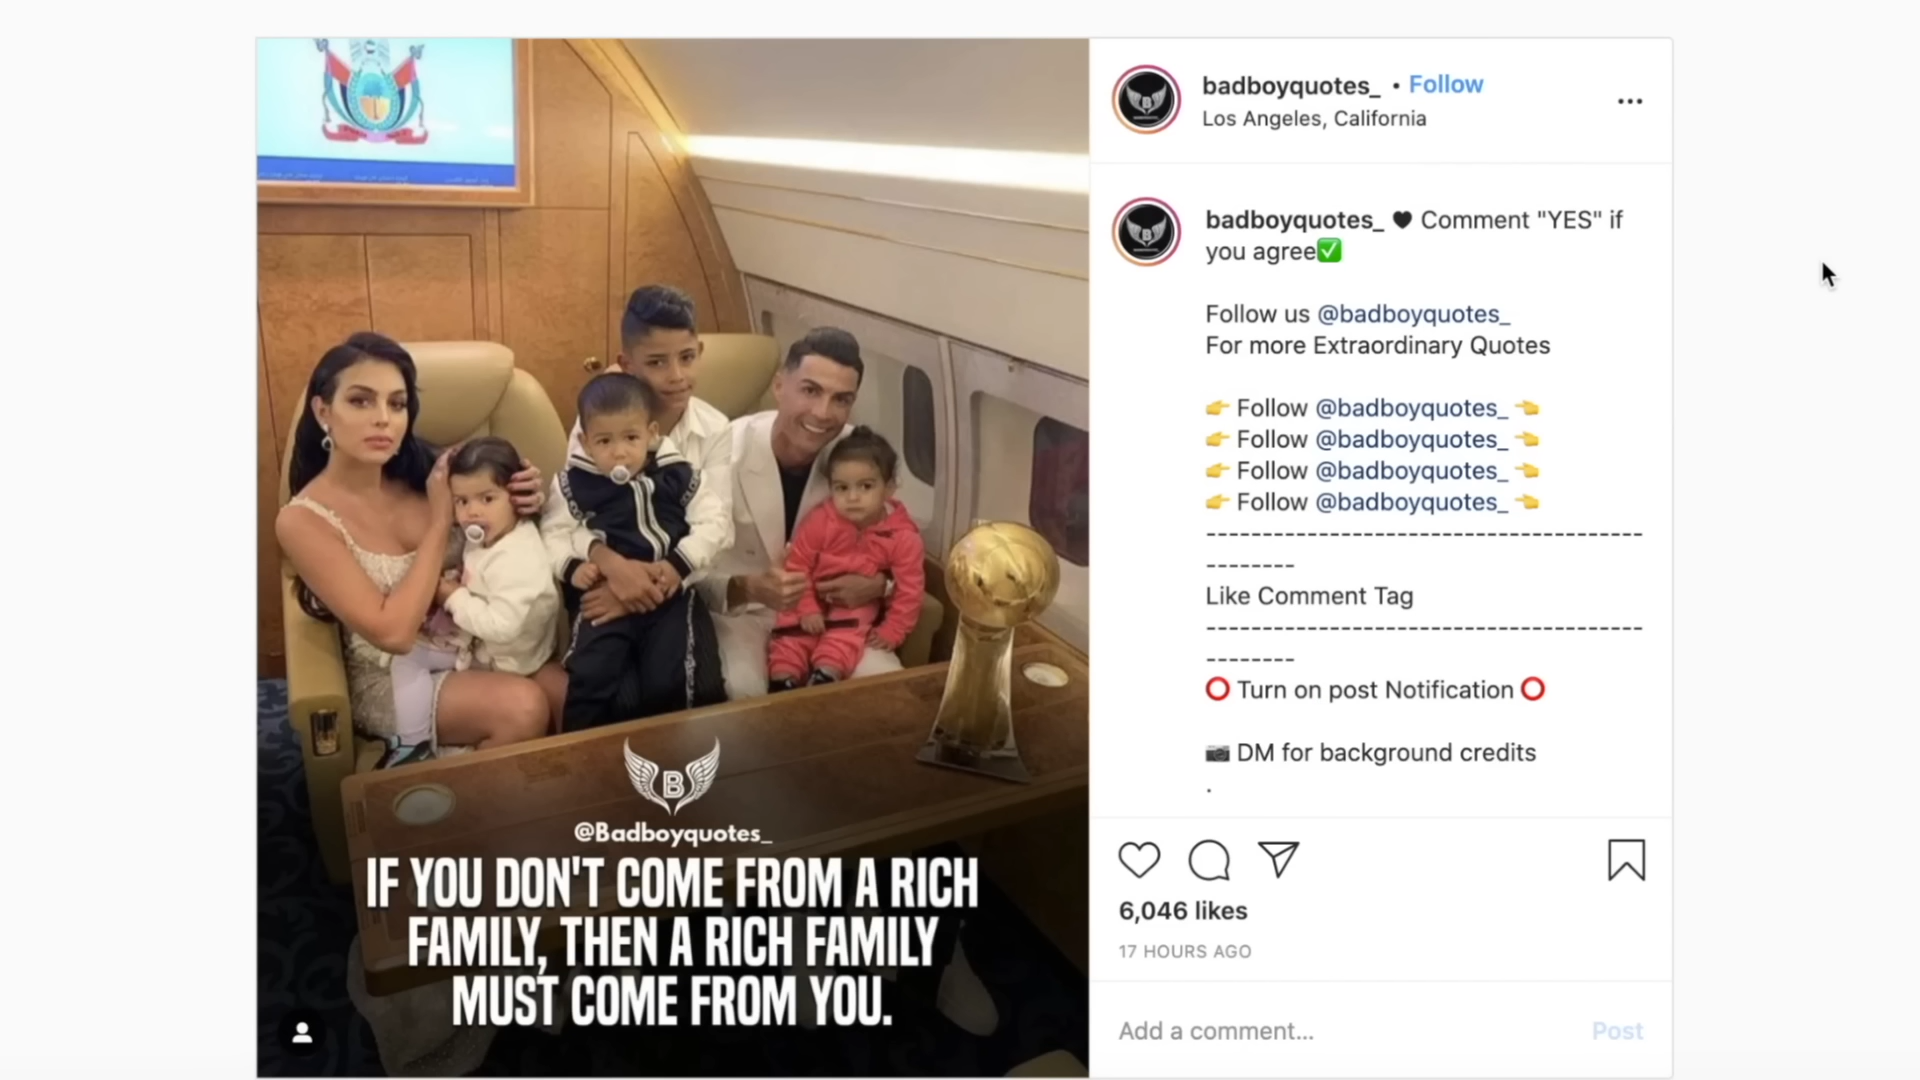 B
@Badboyquotes_
IF YOU DON'T COME FROM A RICH
FAMILY, THEN A RICH FAMILY
MUST COME FROM YOU.
badboyquotes_ • Follow
Los Angeles, California
badboyquotes_ 🖤 Comment "YES" if
you agree✅
Follow us @badboyquotes_
For more Extraordinary Quotes
👉 Follow @badboyquotes_ 👈
👉 Follow @badboyquotes_ 👈
👉 Follow @badboyquotes_ 👈
👉 Follow @badboyquotes_ 👈
---------------------------------------
--------
Like Comment Tag
---------------------------------------
--------
⭕ Turn on post Notification ⭕
📷 DM for background credits
.
6,046 likes
17 HOURS AGO
Add a comment...
Post